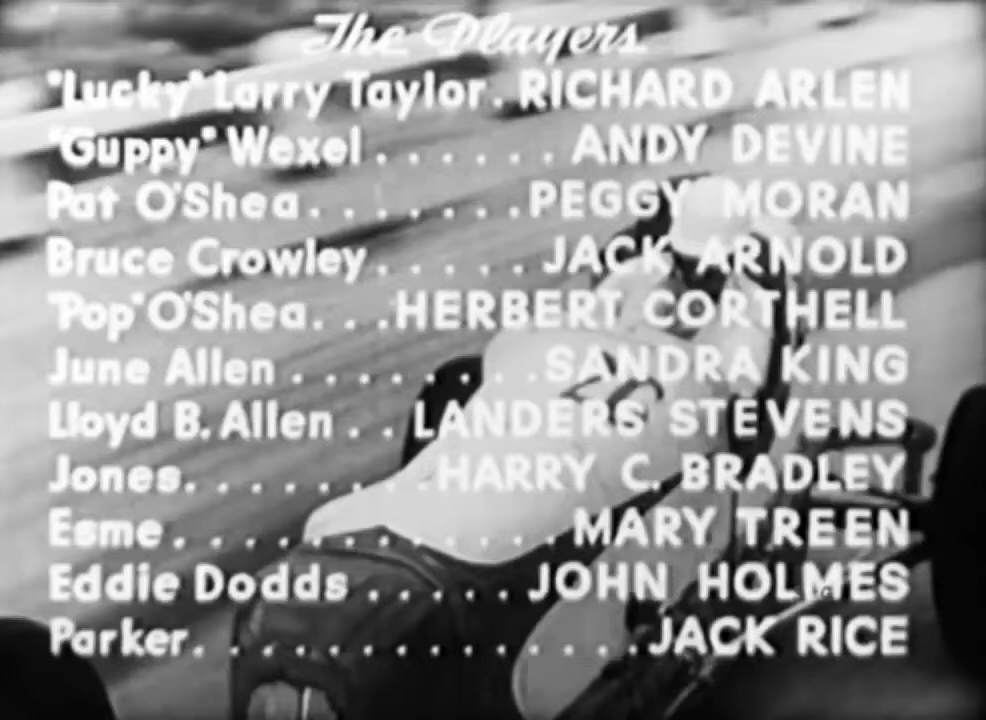 The Players
"Lucky" Larry Taylor. RICHARD ARLEN
"Guppy" Wexel . . . . . . ANDY DEVINE
Pat O'Shea. . . . . . . PEGGY MORAN
Bruce Crowley . . . . . JACK ARNOLD
"Pop" O'Shea. . . HERBERT CORTHELL
June Allen . . . . . . . . SANDRA KING
Lloyd B. Allen . . LANDERS STEVENS
Jones. . . . . . . . HARRY C. BRADLEY
Esme . . . . . . . . . . . . MARY TREEN
Eddie Dodds . . . . . JOHN HOLMES
Parker. . . . . . . . . . . . . . JACK RICE